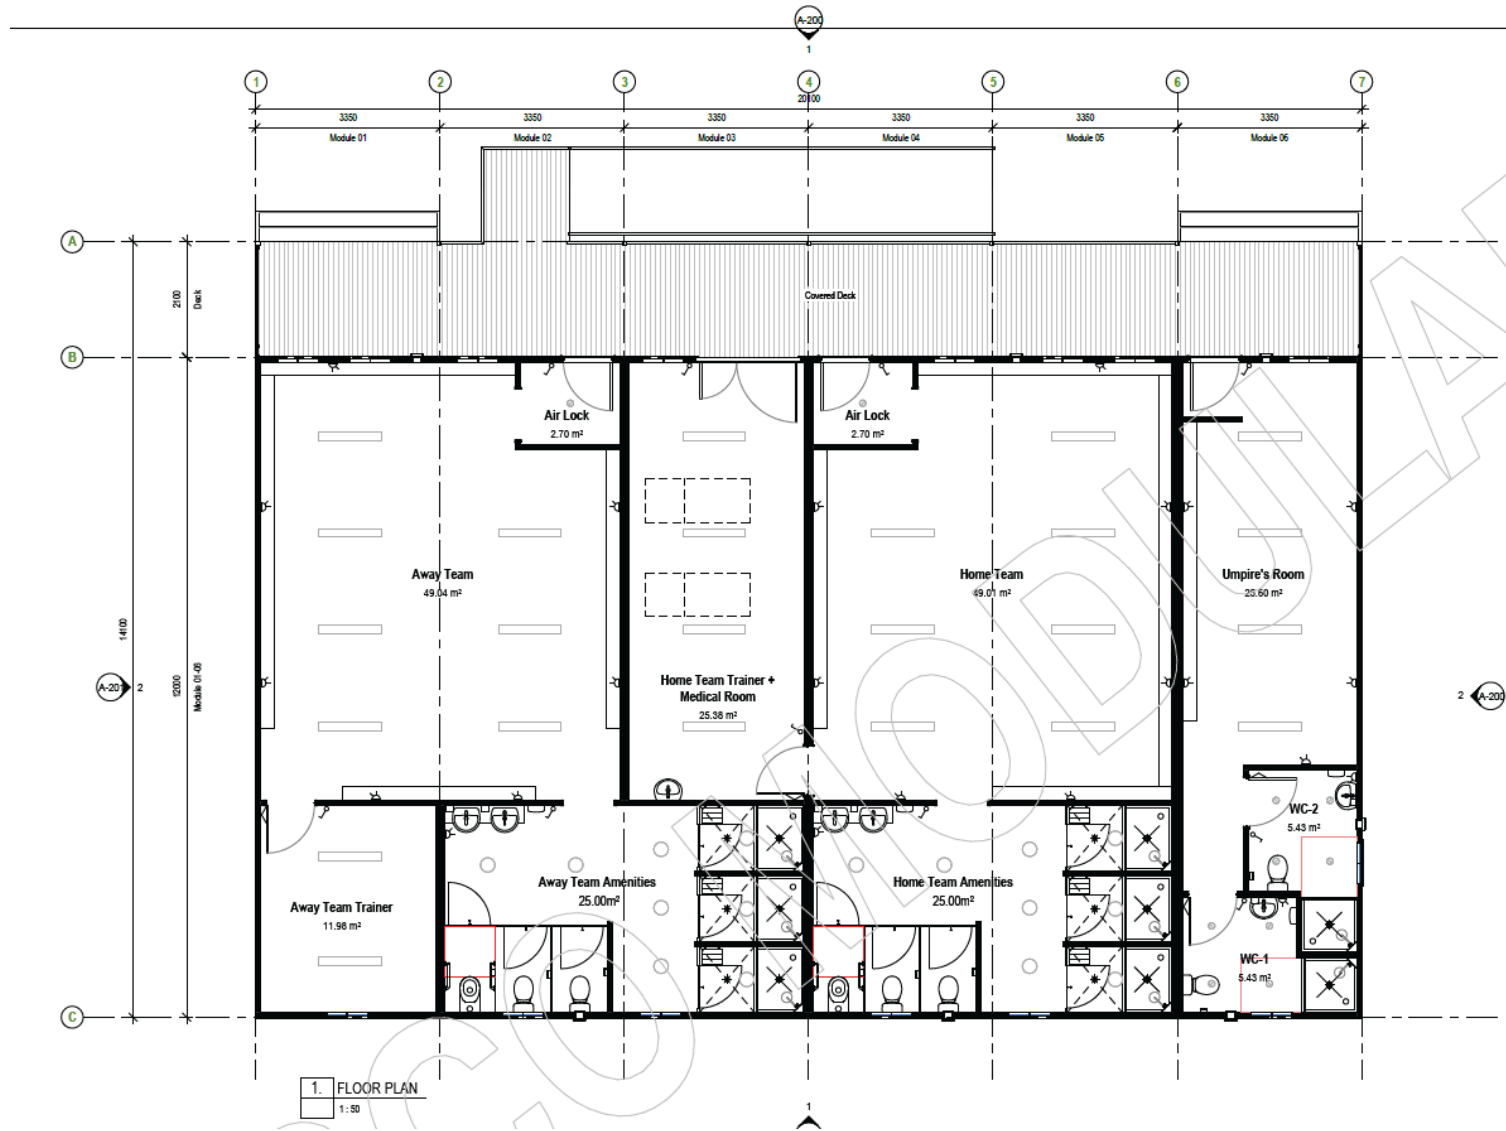 A-200
1
1 2 3 4 5 6 7
20100
3350 3350 3350 3350 3350 3350
Module 01 Module 02 Module 03 Module 04 Module 05 Module 06
A
2100
Deck
Covered Deck
B
Air Lock
2.70 m²
Air Lock
2.70 m²
Away Team
49.04 m²
Home Team
49.01 m²
Umpire's Room
25.60 m²
14100
12000
Module 01-06
Home Team Trainer +
Medical Room
25.38 m²
A-201 2
2 A-200
WC-2
5.43 m²
Away Team Amenities
25.00m²
Home Team Amenities
25.00m²
Away Team Trainer
11.98 m²
WC-1
5.43 m²
C
1. FLOOR PLAN
1 : 50
1
CO MODULA